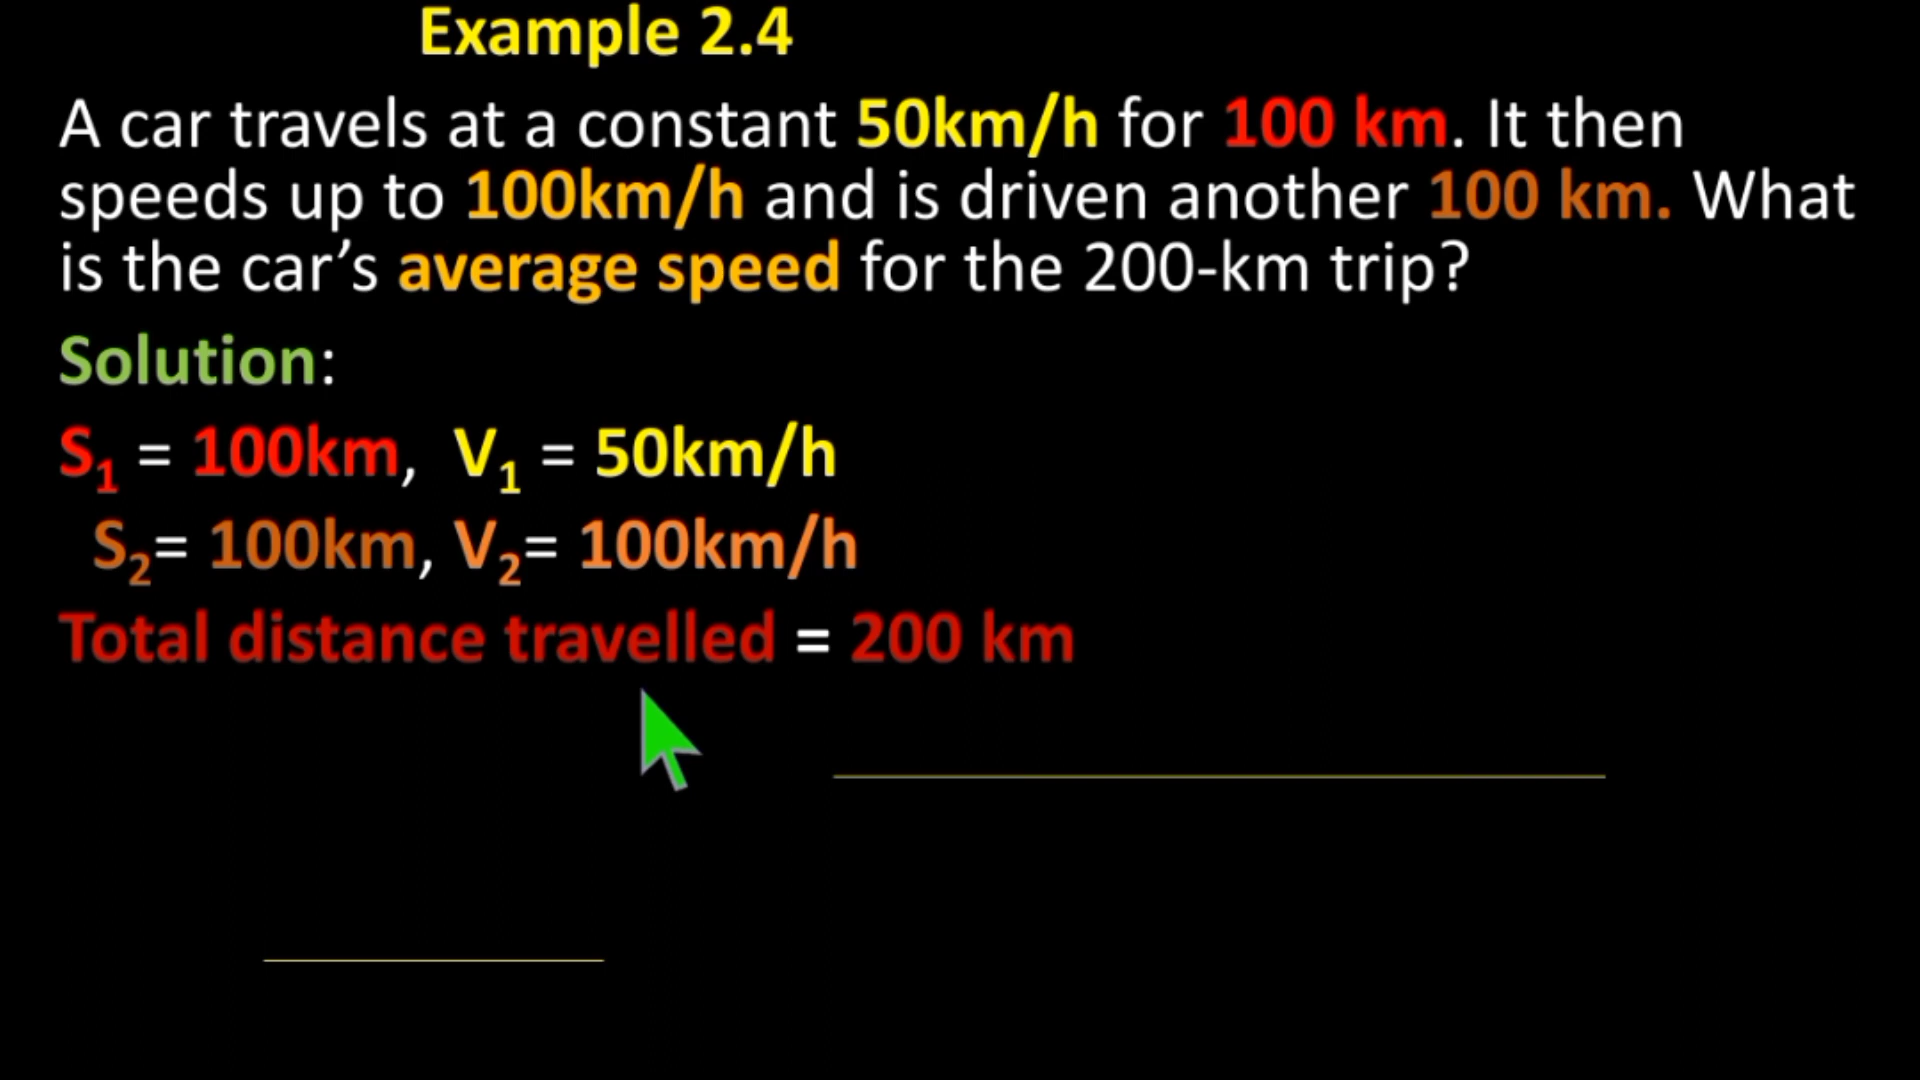 Example 2.4
A car travels at a constant 50km/h for 100 km. It then
speeds up to 100km/h and is driven another 100 km. What
is the car’s average speed for the 200-km trip?
Solution:
S₁ = 100km, V₁ = 50km/h
S₂= 100km, V₂= 100km/h
Total distance travelled = 200 km